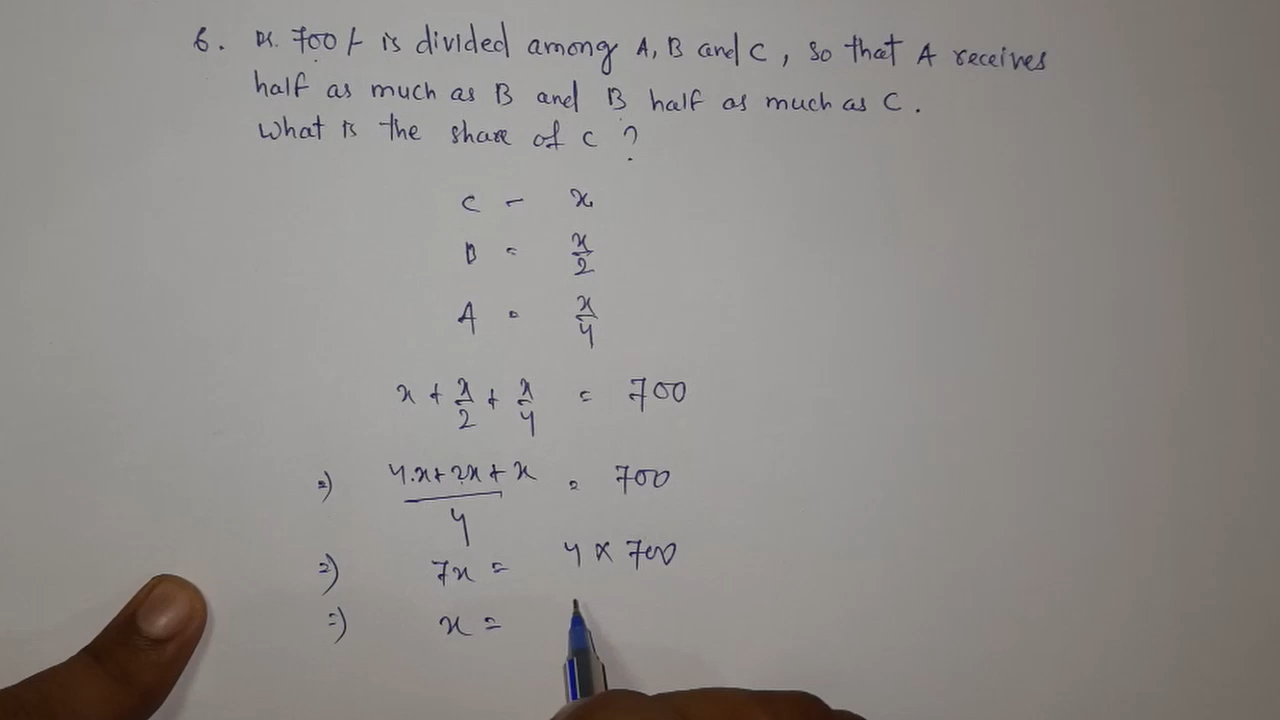 6. Rs. 700/- is divided among A, B and C, so that A receives
half as much as B and B half as much as C.
What is the share of C ?
C - x
B = x/2
A = x/4
x + x/2 + x/4 = 700
=) 4x+2x+x/4 = 700
=) 7x = 4 x 700
=) x =